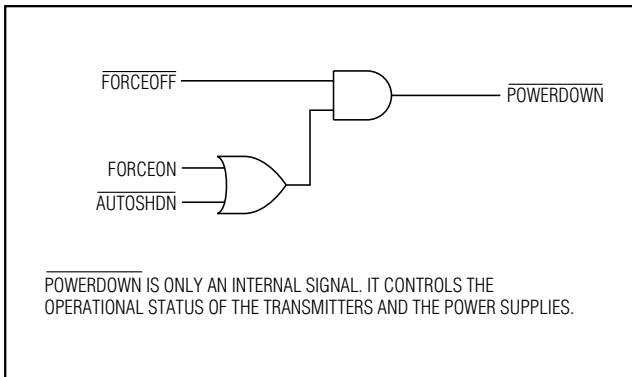 FORCEOFF
POWERDOWN
FORCEON
AUTOSHDN
POWERDOWN IS ONLY AN INTERNAL SIGNAL. IT CONTROLS THE
OPERATIONAL STATUS OF THE TRANSMITTERS AND THE POWER SUPPLIES.